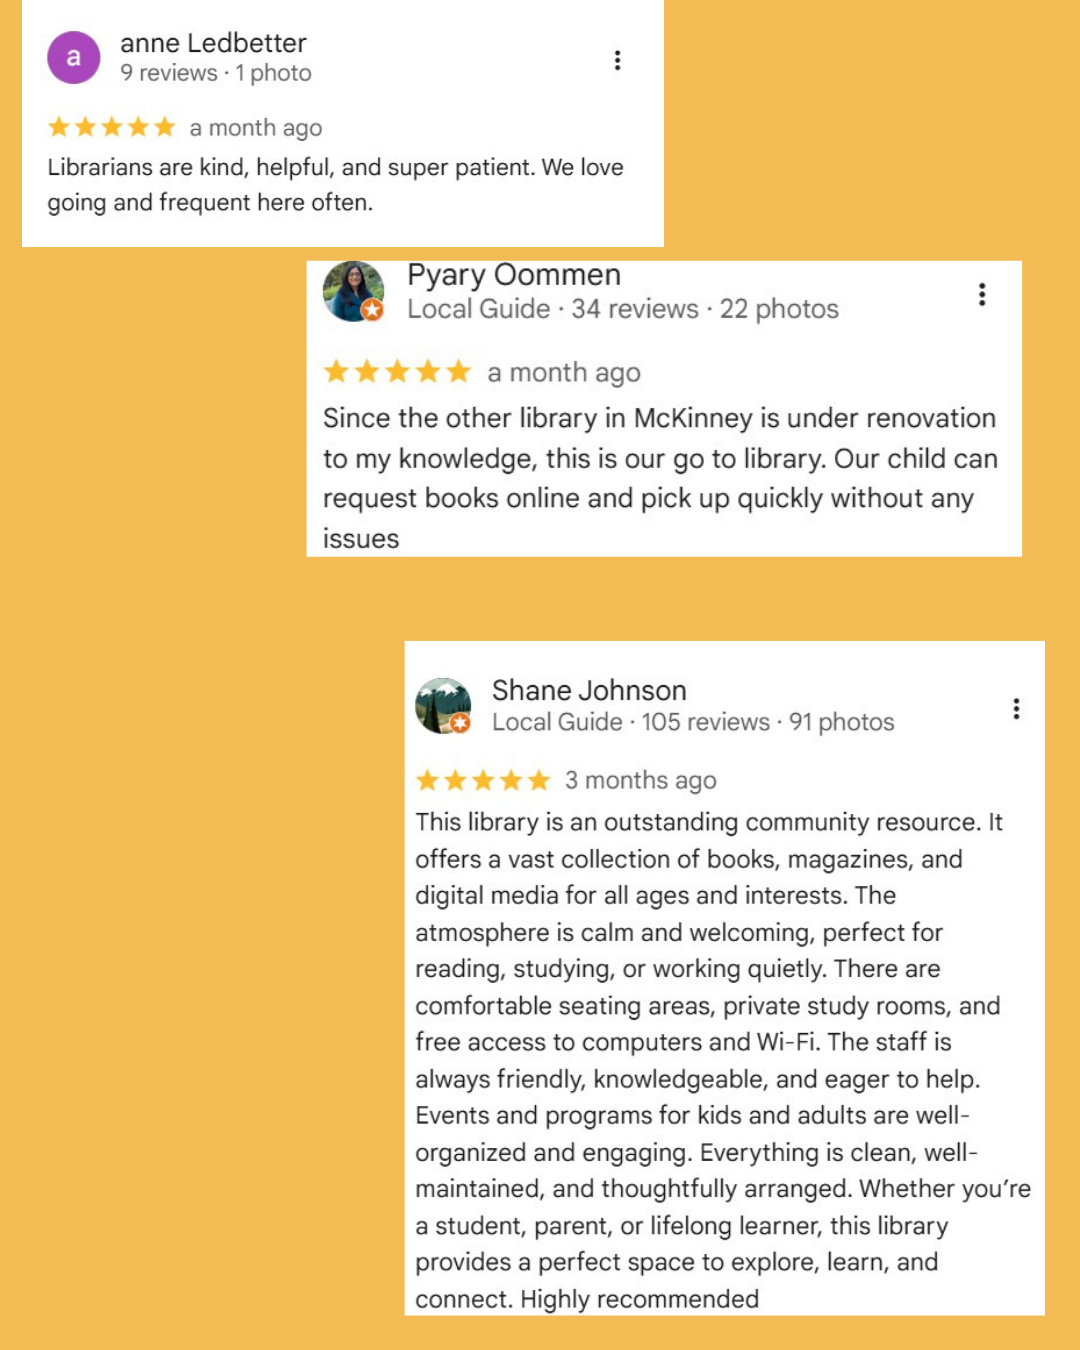 a
anne Ledbetter
9 reviews · 1 photo
a month ago
Librarians are kind, helpful, and super patient. We love
going and frequent here often.
Pyary Oommen
Local Guide · 34 reviews · 22 photos
a month ago
Since the other library in McKinney is under renovation
to my knowledge, this is our go to library. Our child can
request books online and pick up quickly without any
issues
Shane Johnson
Local Guide · 105 reviews · 91 photos
3 months ago
This library is an outstanding community resource. It
offers a vast collection of books, magazines, and
digital media for all ages and interests. The
atmosphere is calm and welcoming, perfect for
reading, studying, or working quietly. There are
comfortable seating areas, private study rooms, and
free access to computers and Wi-Fi. The staff is
always friendly, knowledgeable, and eager to help.
Events and programs for kids and adults are well-
organized and engaging. Everything is clean, well-
maintained, and thoughtfully arranged. Whether you’re
a student, parent, or lifelong learner, this library
provides a perfect space to explore, learn, and
connect. Highly recommended